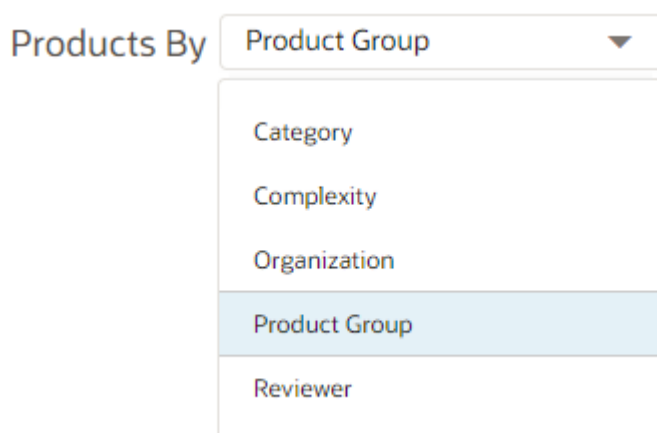 Products By Product Group
Category
Complexity
Organization
Product Group
Reviewer